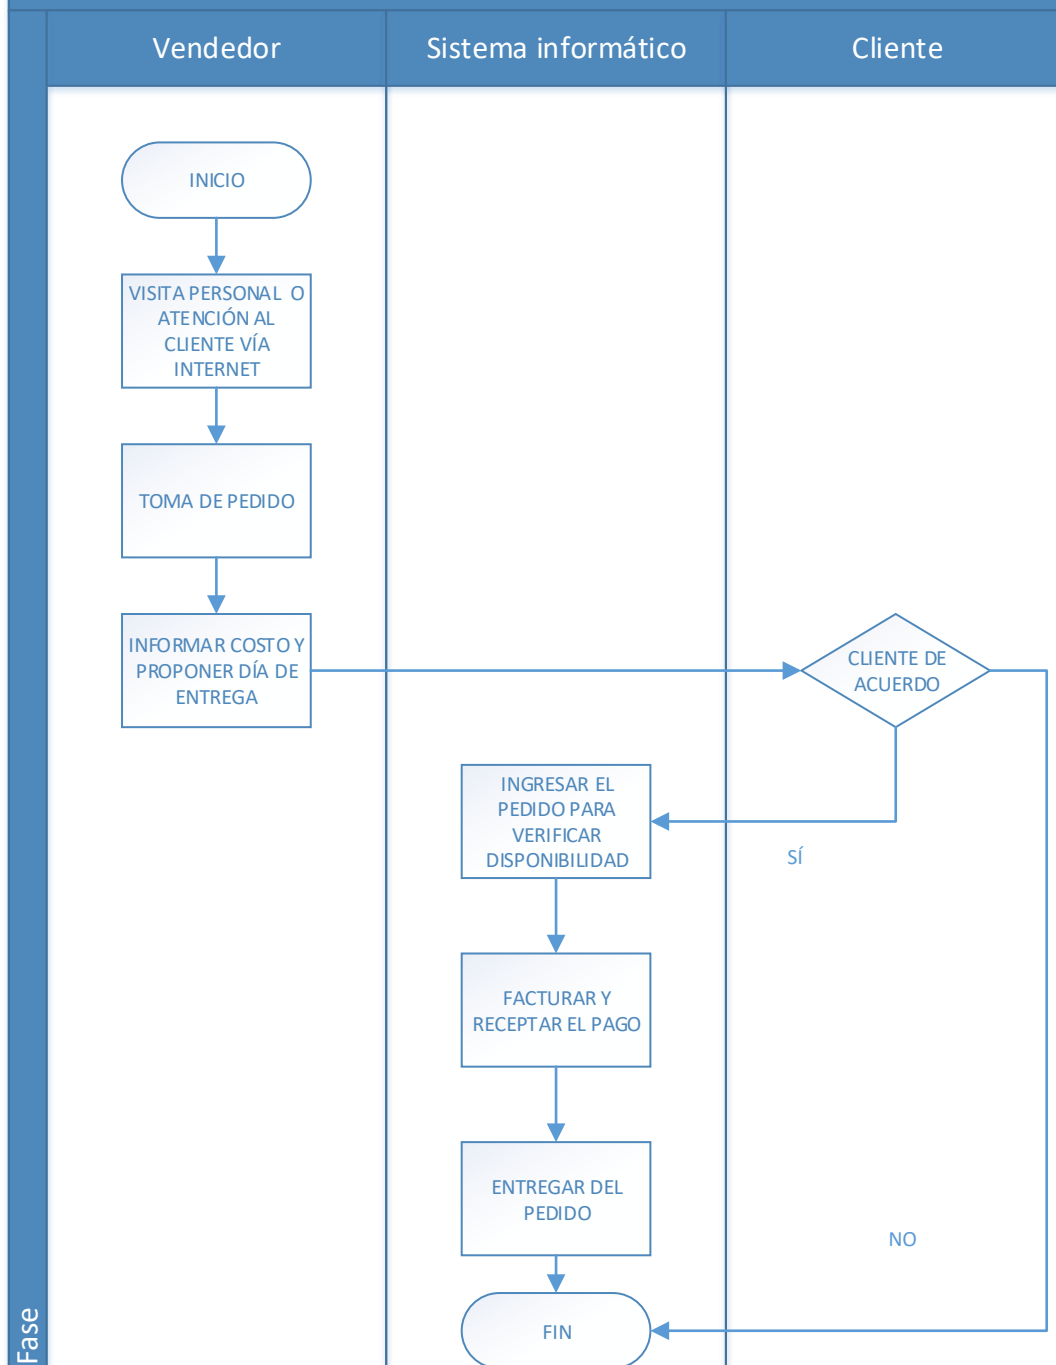 Vendedor
Sistema informático
Cliente
INICIO
VISITA PERSONAL O
ATENCIÓN AL
CLIENTE VÍA
INTERNET
TOMA DE PEDIDO
INFORMAR COSTO Y
PROPONER DÍA DE
ENTREGA
CLIENTE DE
ACUERDO
INGRESAR EL
PEDIDO PARA
VERIFICAR
DISPONIBILIDAD
SÍ
FACTURAR Y
RECEPTAR EL PAGO
ENTREGAR DEL
PEDIDO
NO
FIN
Fase